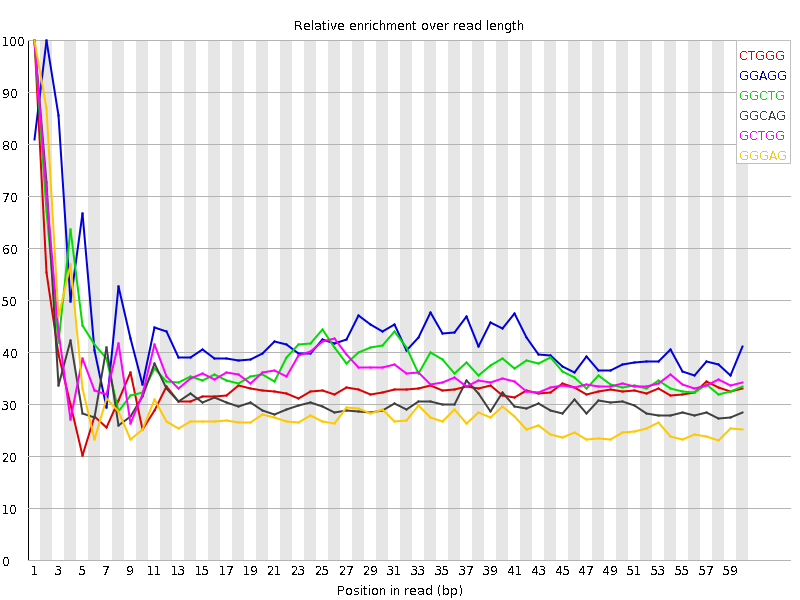 Relative enrichment over read length
100
90
80
70
60
50
40
30
20
10
0
CTGGG
GGAGG
GGCTG
GGCAG
GCTGG
GGGAG
1 3 5 7 9 11 13 15 17 19 21 23 25 27 29 31 33 35 37 39 41 43 45 47 49 51 53 55 57 59
Position in read (bp)